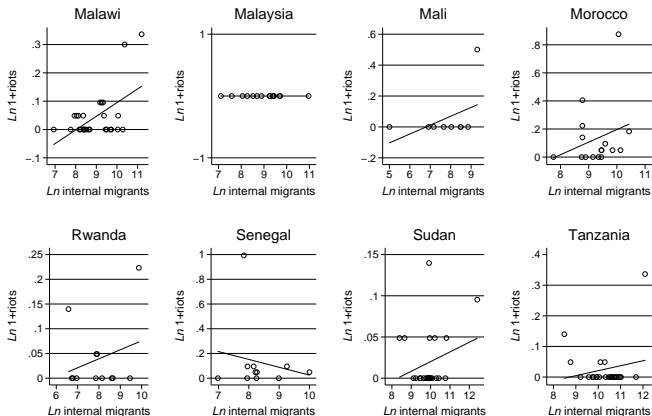 Malawi
Malaysia
Mali
Morocco
Ln 1+riots
.3
.2
.1
0
–.1
7 8 9 10 11
Ln internal migrants
Ln 1+riots
1
0
–1
7 8 9 10 11
Ln internal migrants
Ln 1+riots
.6
.4
.2
0
–.2
5 6 7 8 9
Ln internal migrants
Ln 1+riots
.8
.6
.4
.2
0
8 9 10 11
Ln internal migrants
Rwanda
Senegal
Sudan
Tanzania
Ln 1+riots
.25
.2
.15
.1
.05
0
6 7 8 9 10
Ln internal migrants
Ln 1+riots
1
.8
.6
.4
.2
0
7 8 9 10
Ln internal migrants
Ln 1+riots
.15
.1
.05
0
8 9 10 11 12
Ln internal migrants
Ln 1+riots
.4
.3
.2
.1
0
8 9 10 11 12
Ln internal migrants